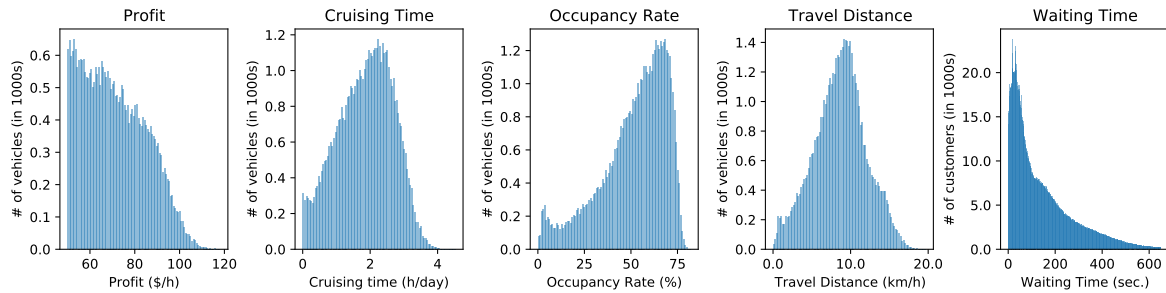 Profit
# of vehicles (in 1000s)
0.6
0.5
0.4
0.3
0.2
0.1
0.0
60 80 100 120
Profit ($/h)
Cruising Time
# of vehicles (in 1000s)
1.2
1.0
0.8
0.6
0.4
0.2
0.0
0 2 4
Cruising time (h/day)
Occupancy Rate
# of vehicles (in 1000s)
1.2
1.0
0.8
0.6
0.4
0.2
0.0
0 25 50 75
Occupancy Rate (%)
Travel Distance
# of vehicles (in 1000s)
1.4
1.2
1.0
0.8
0.6
0.4
0.2
0.0
0.0 10.0 20.0
Travel Distance (km/h)
Waiting Time
# of customers (in 1000s)
20.0
15.0
10.0
5.0
0.0
0 200 400 600
Waiting Time (sec.)